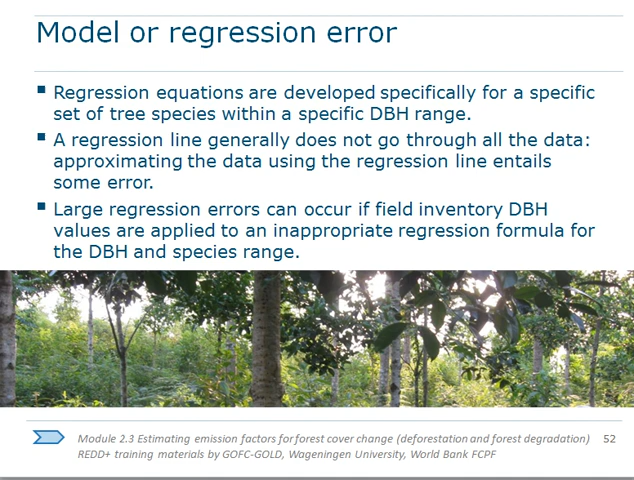 Model or regression error
▪ Regression equations are developed specifically for a specific
set of tree species within a specific DBH range.
▪ A regression line generally does not go through all the data:
approximating the data using the regression line entails
some error.
▪ Large regression errors can occur if field inventory DBH
values are applied to an inappropriate regression formula for
the DBH and species range.
Module 2.3 Estimating emission factors for forest cover change (deforestation and forest degradation) 52
REDD+ training materials by GOFC-GOLD, Wageningen University, World Bank FCPF